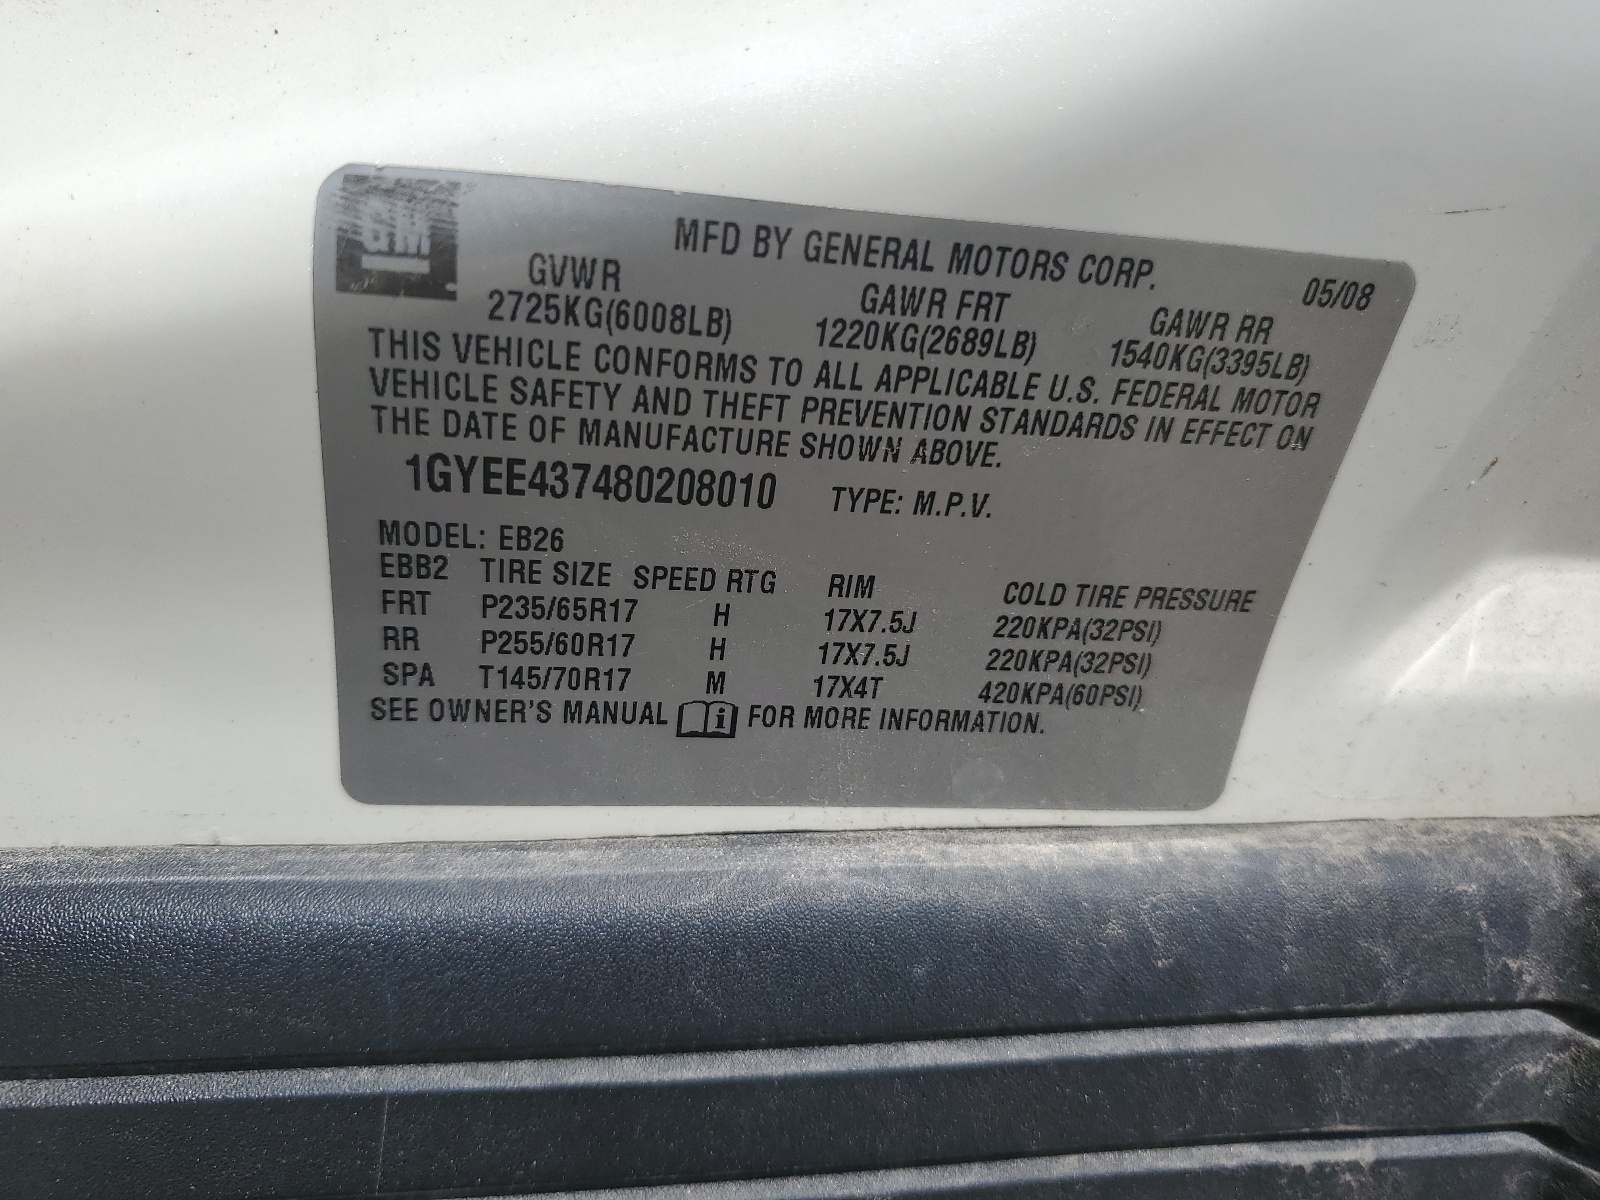 GM
MFD BY GENERAL MOTORS CORP. 05/08
GVWR GAWR FRT GAWR RR
2725KG(6008LB) 1220KG(2689LB) 1540KG(3395LB)
THIS VEHICLE CONFORMS TO ALL APPLICABLE U.S. FEDERAL MOTOR
VEHICLE SAFETY AND THEFT PREVENTION STANDARDS IN EFFECT ON
THE DATE OF MANUFACTURE SHOWN ABOVE.
1GYEE437480208010 TYPE: M.P.V.
MODEL: EB26
EBB2 TIRE SIZE SPEED RTG RIM COLD TIRE PRESSURE
FRT P235/65R17 H 17X7.5J 220KPA(32PSI)
RR P255/60R17 H 17X7.5J 220KPA(32PSI)
SPA T145/70R17 M 17X4T 420KPA(60PSI)
SEE OWNER'S MANUAL i FOR MORE INFORMATION.